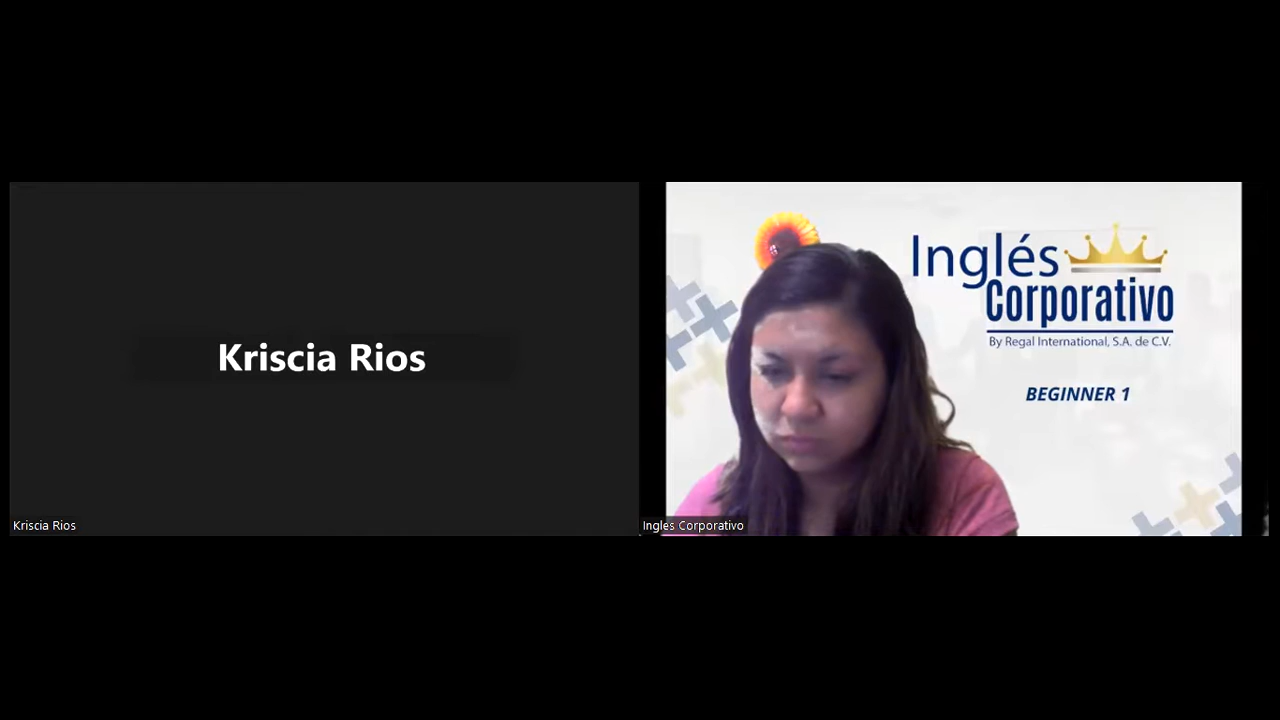 Kriscia Rios
Kriscia Rios
Inglés
Corporativo
By Regal International, S.A. de C.V.
BEGINNER 1
Ingles Corporativo